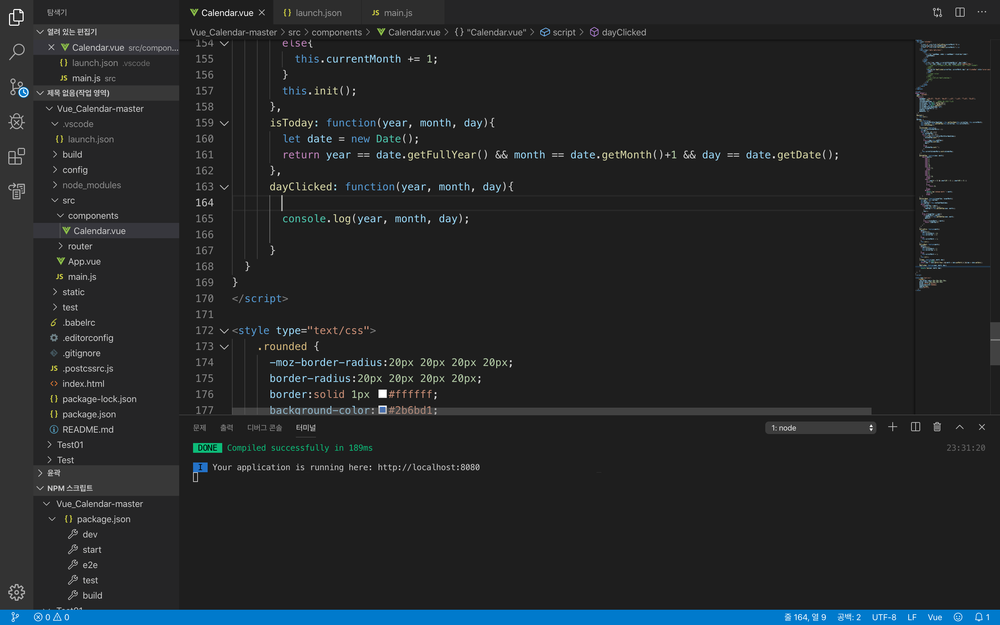 탐색기
열려 있는 편집기
Calendar.vue src/compon...
launch.json .vscode
main.js src
제목 없음(작업 영역)
Vue_Calendar-master
.vscode
launch.json
build
config
node_modules
src
components
Calendar.vue
router
App.vue
main.js
static
test
.babelrc
.editorconfig
.gitignore
.postcssrc.js
index.html
package-lock.json
package.json
README.md
Test01
Test
윤곽
NPM 스크립트
Vue_Calendar-master
package.json
dev
start
e2e
test
build
Test01
Calendar.vue launch.json main.js
Vue_Calendar-master > src > components > Calendar.vue > {} "Calendar.vue" > script > dayClicked
154 else{
155 this.currentMonth += 1;
156 }
157 this.init();
158 },
159 isToday: function(year, month, day){
160 let date = new Date();
161 return year == date.getFullYear() && month == date.getMonth()+1 && day == date.getDate();
162 },
163 dayClicked: function(year, month, day){
164
165 console.log(year, month, day);
166
167 }
168 }
169 }
170 </script>
171
172 <style type="text/css">
173 .rounded {
174 -moz-border-radius:20px 20px 20px 20px;
175 border-radius:20px 20px 20px 20px;
176 border:solid 1px #ffffff;
177 background-color: #2b6bd1;
문제 출력 디버그 콘솔 터미널 1: node
DONE Compiled successfully in 189ms 23:31:20
I Your application is running here: http://localhost:8080
0 0 줄 164, 열 9 공백: 2 UTF-8 LF Vue 1